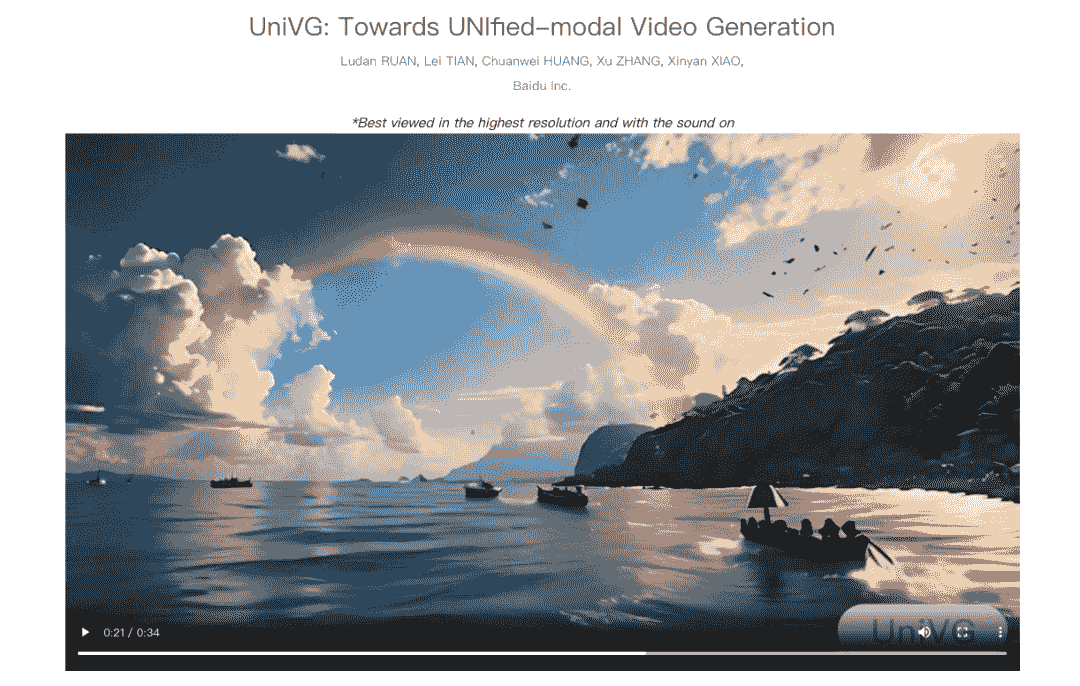 UniVG: Towards UNIfied-modal Video Generation
Ludan RUAN, Lei TIAN, Chuanwei HUANG, Xu ZHANG, Xinyan XIAO,
Baidu Inc.
*Best viewed in the highest resolution and with the sound on
UniVG
0:21 / 0:34